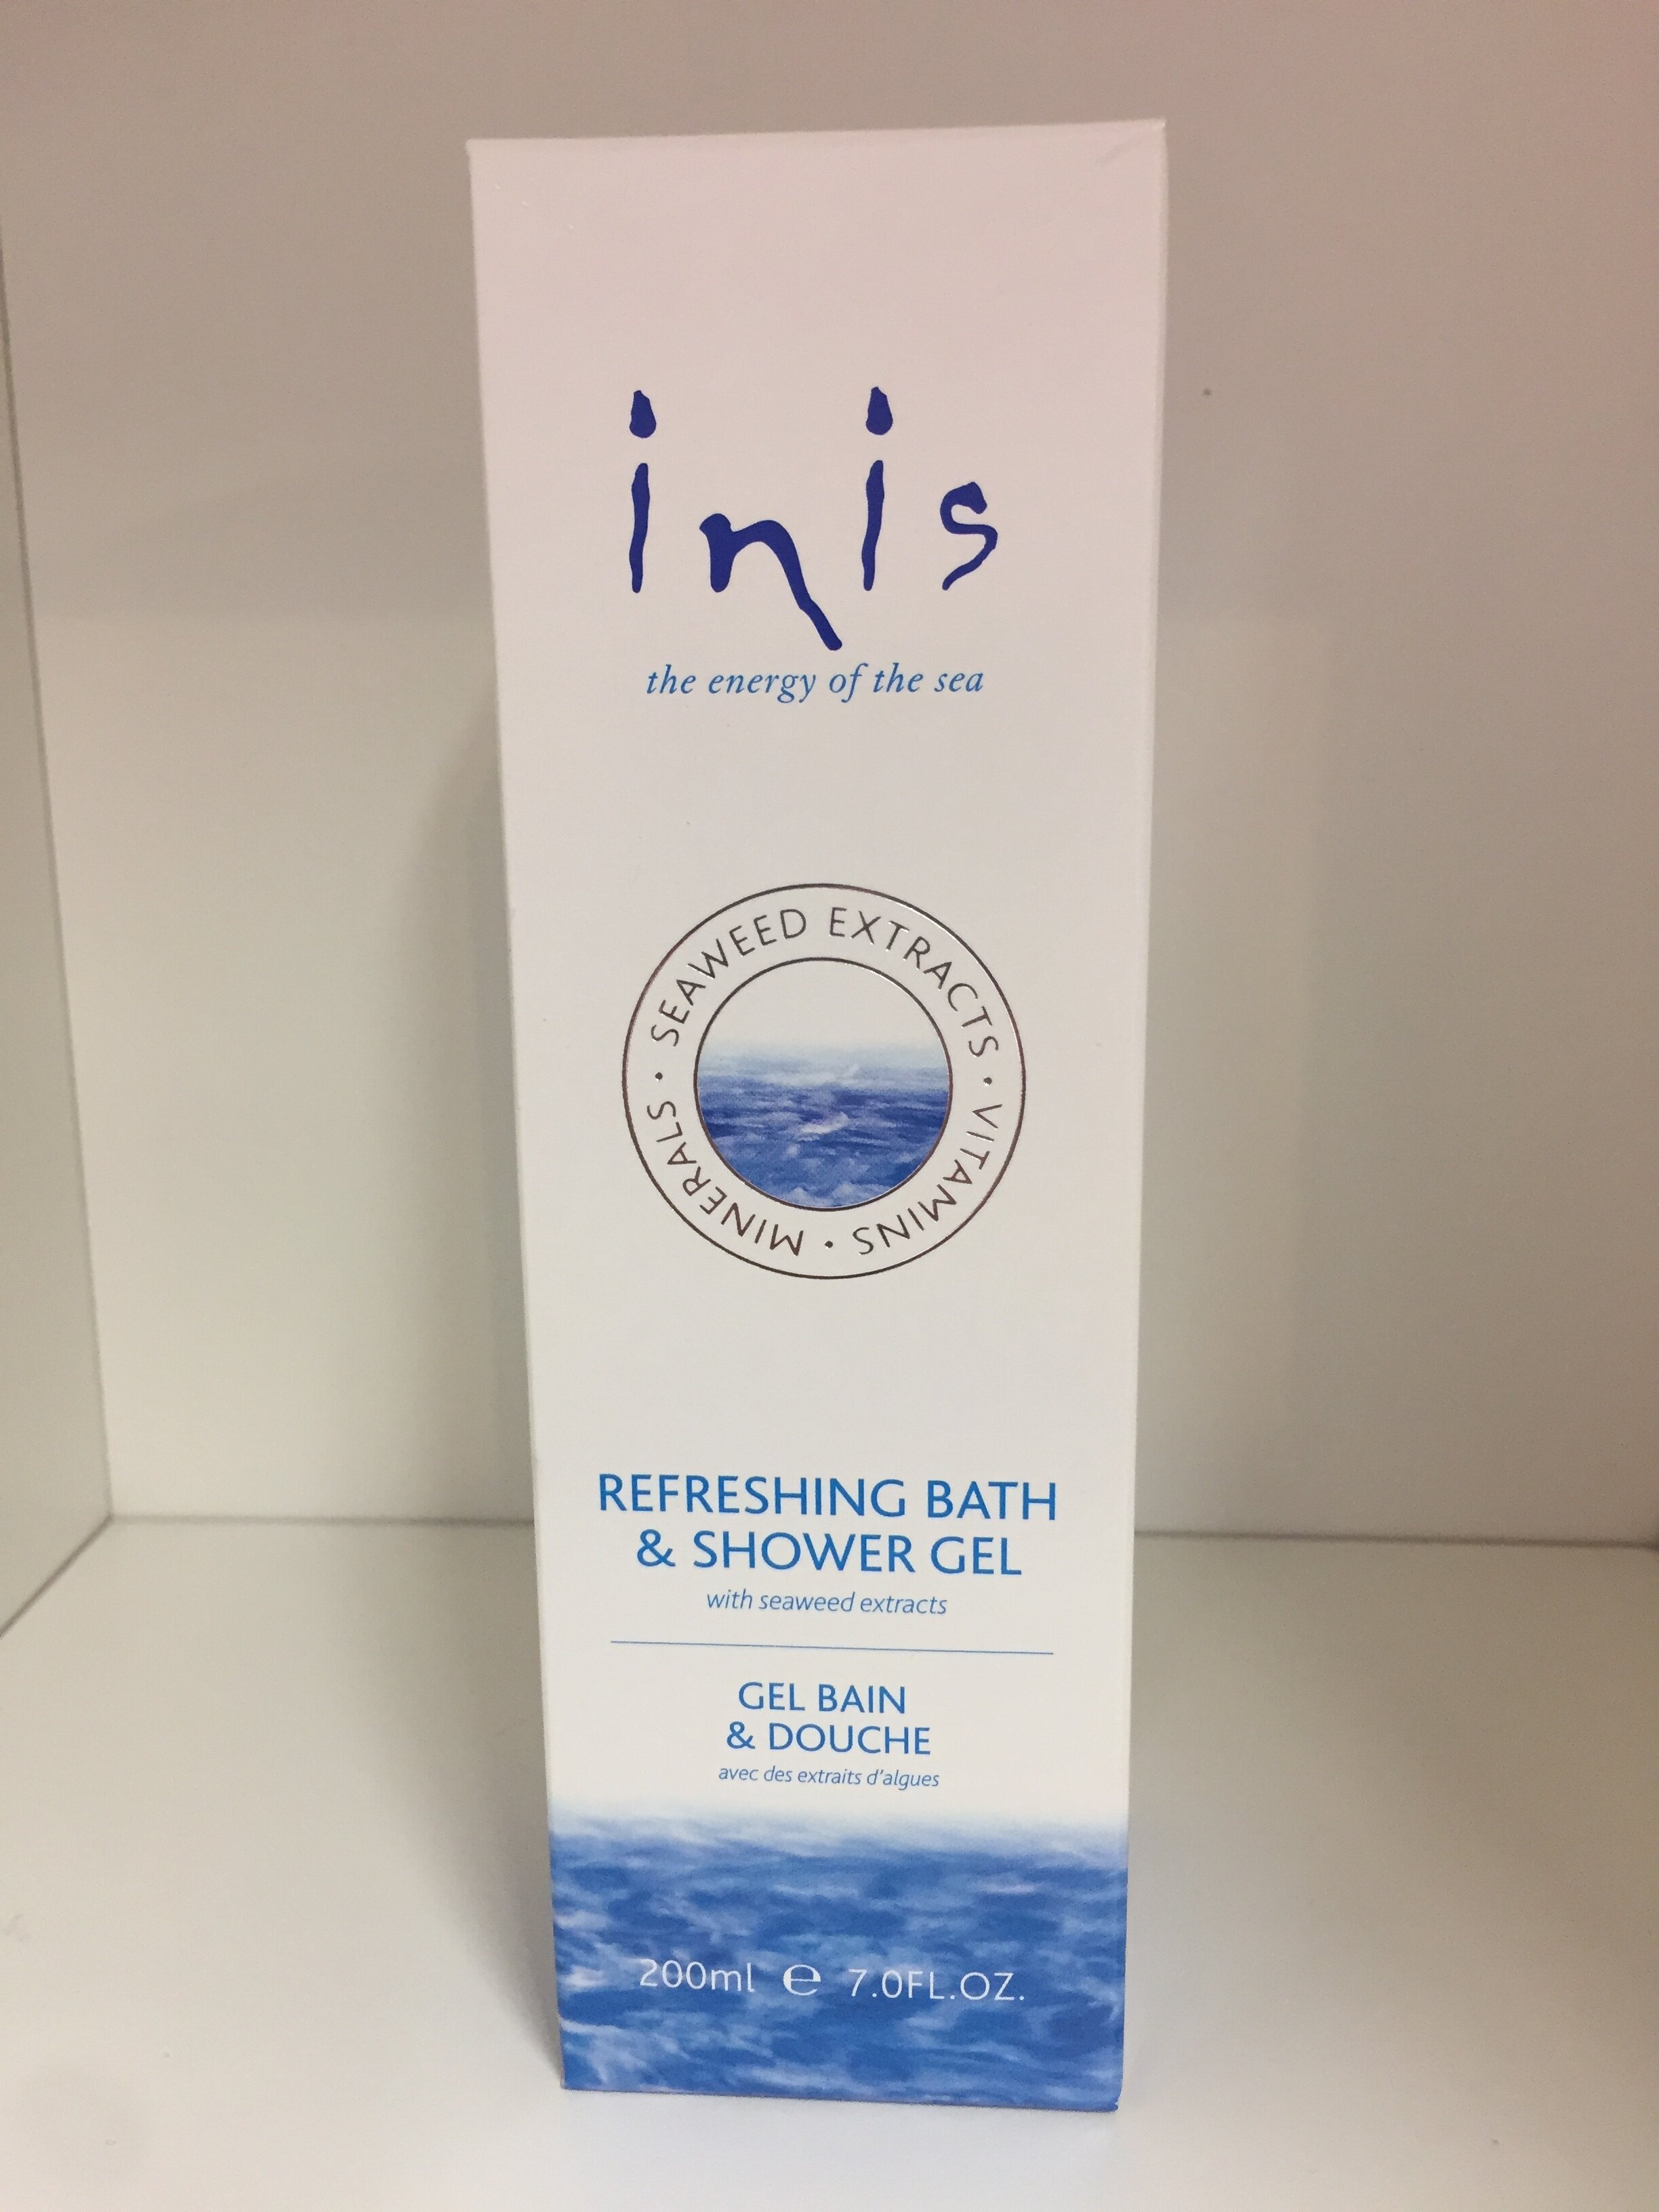 inis
the energy of the sea
SEAWEED EXTRACTS · VITAMINS · MINERALS ·
REFRESHING BATH
& SHOWER GEL
with seaweed extracts
GEL BAIN
& DOUCHE
avec des extraits d'algues
200ml ℮ 7.0FL.OZ.